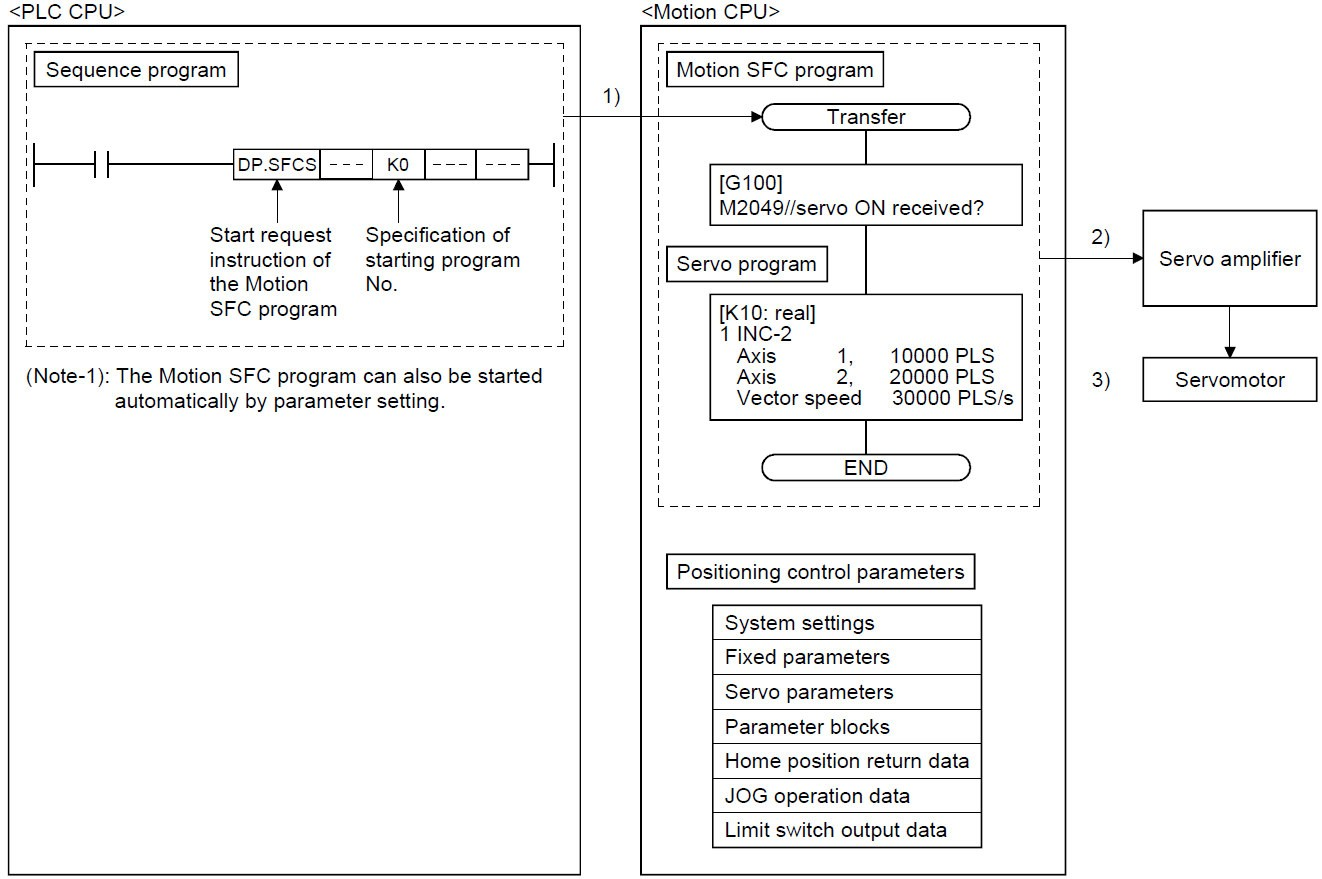 <PLC CPU>
Sequence program
DP.SFCS --- K0 --- ---
Start request
instruction of
the Motion
SFC program
Specification of
starting program
No.
(Note-1): The Motion SFC program can also be started
automatically by parameter setting.
1)
<Motion CPU>
Motion SFC program
Transfer
[G100]
M2049//servo ON received?
Servo program
[K10: real]
1 INC-2
Axis 1, 10000 PLS
Axis 2, 20000 PLS
Vector speed 30000 PLS/s
END
Positioning control parameters
System settings
Fixed parameters
Servo parameters
Parameter blocks
Home position return data
JOG operation data
Limit switch output data
2)
Servo amplifier
3)
Servomotor